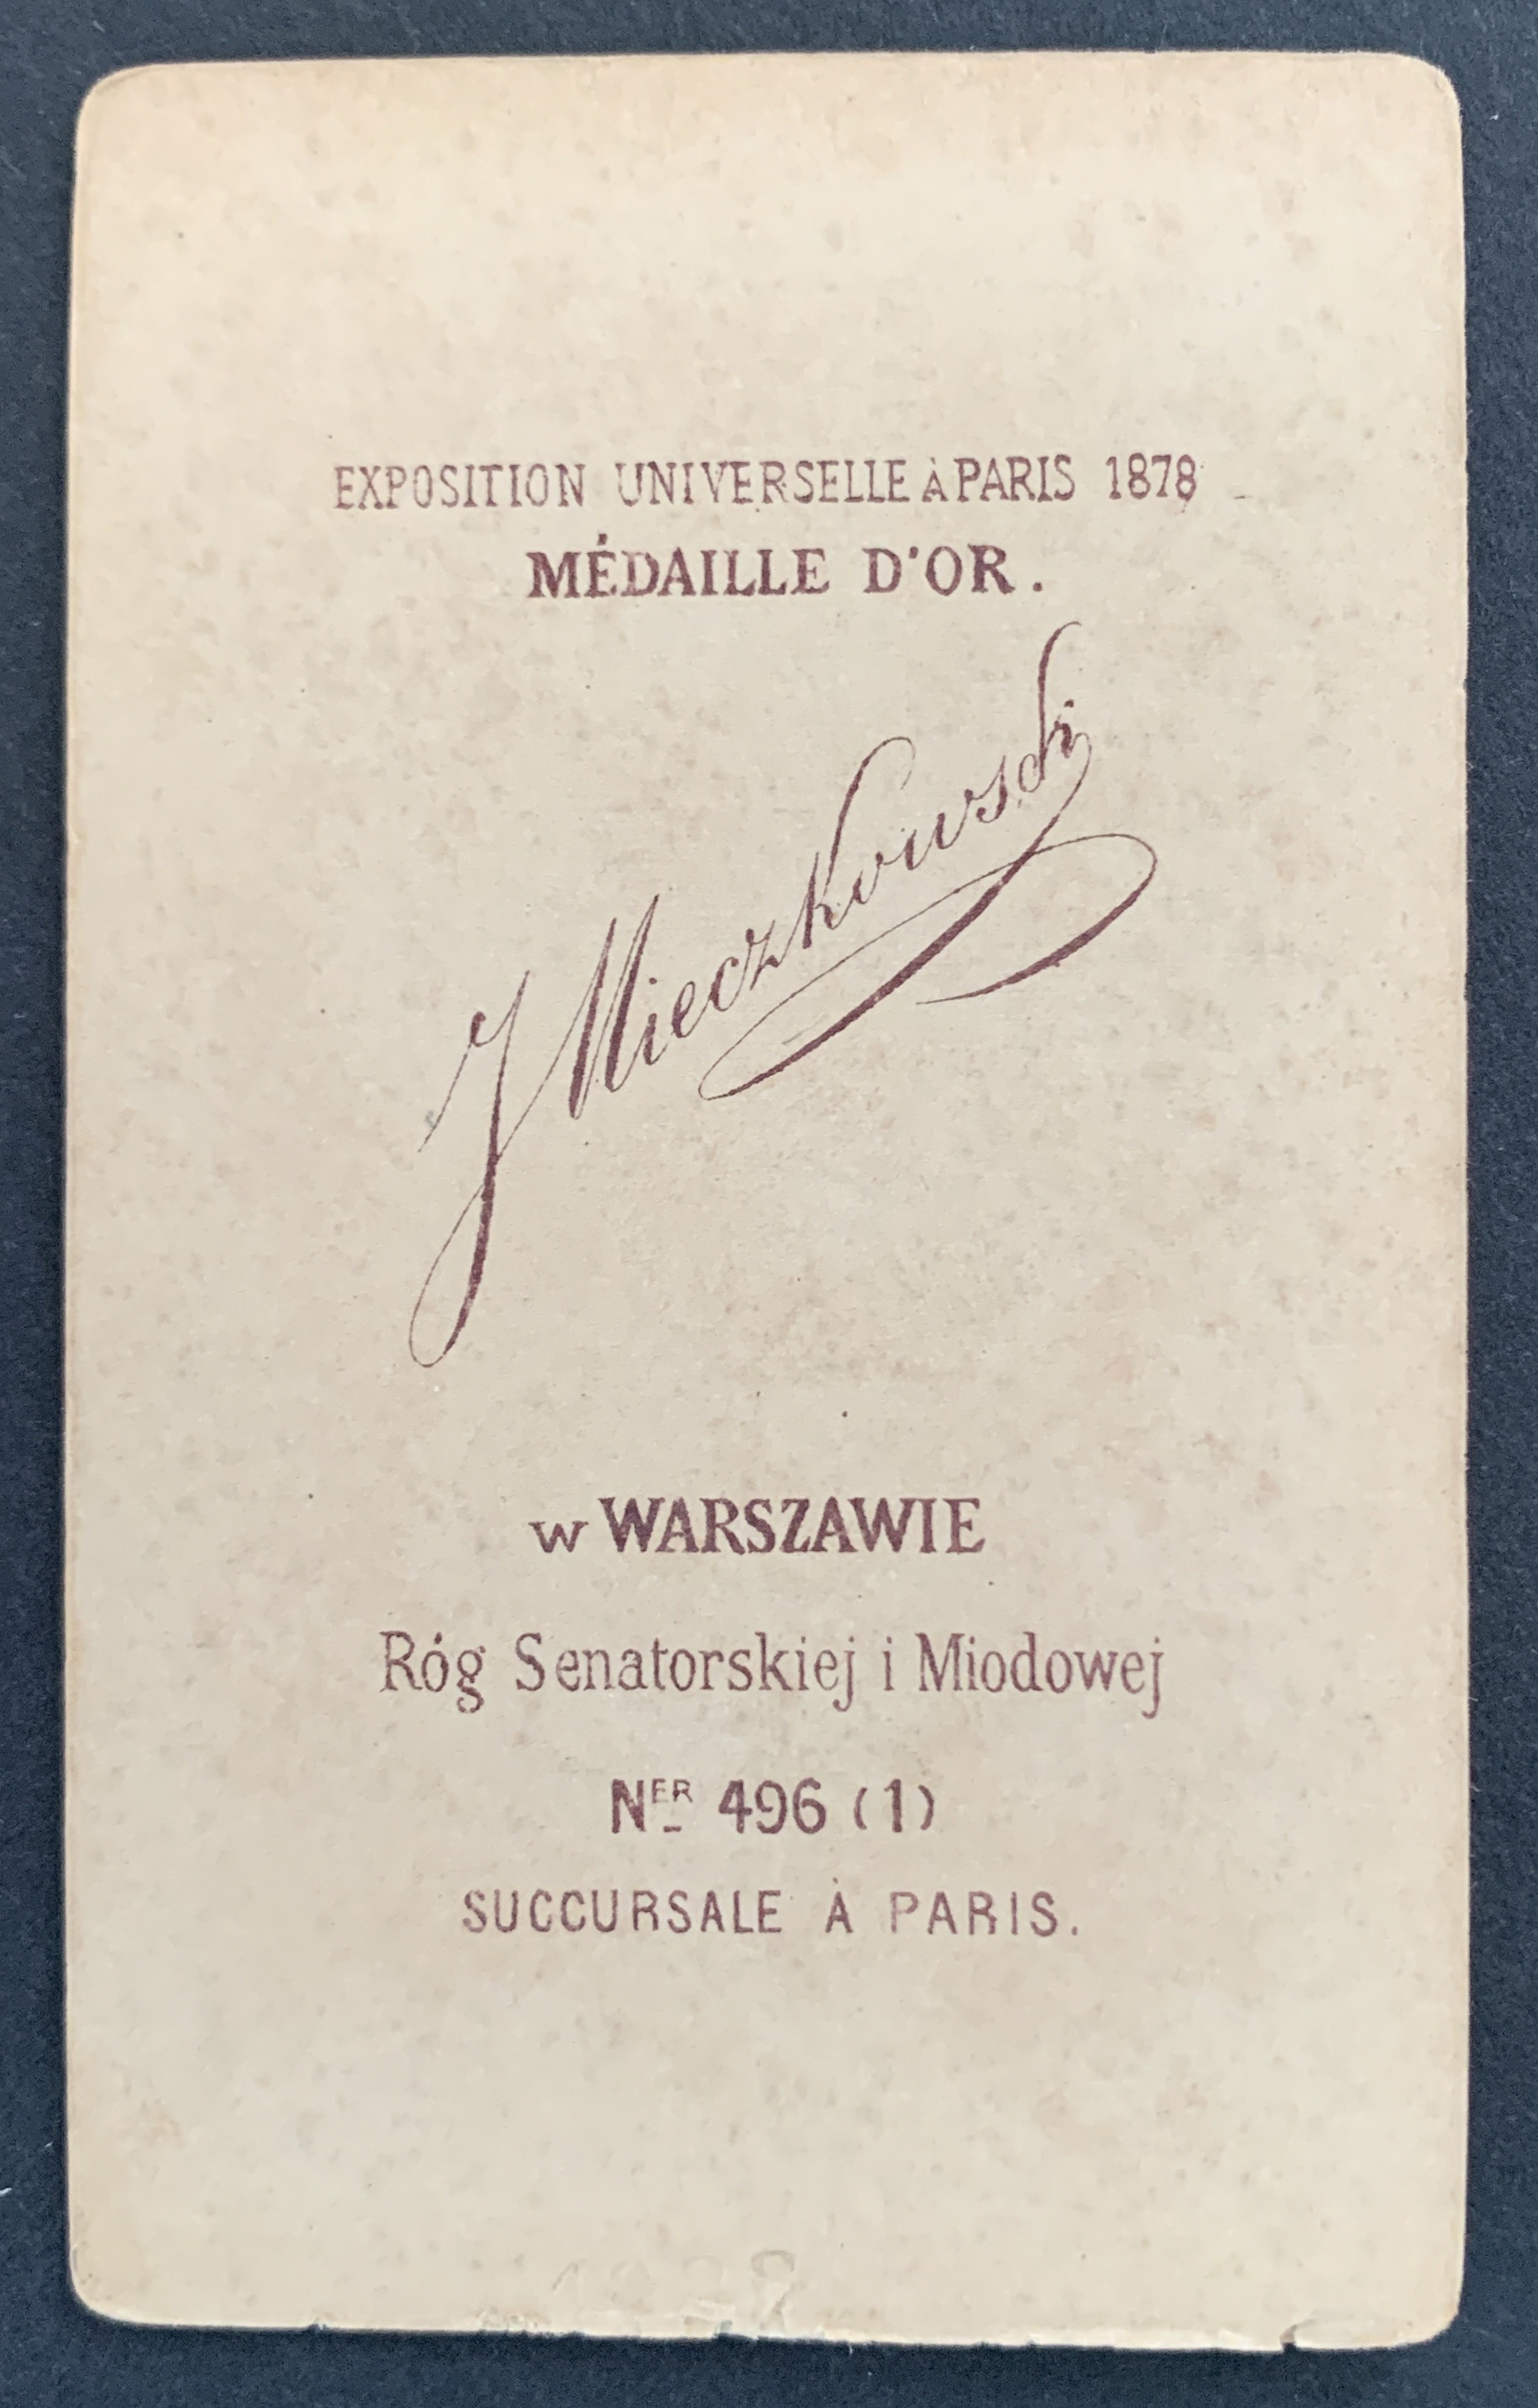 EXPOSITION UNIVERSELLE À PARIS 1878
MÉDAILLE D'OR.
J Mieczkowski
w WARSZAWIE
Róg Senatorskiej i Miodowej
NER 496 (1)
SUCCURSALE À PARIS.